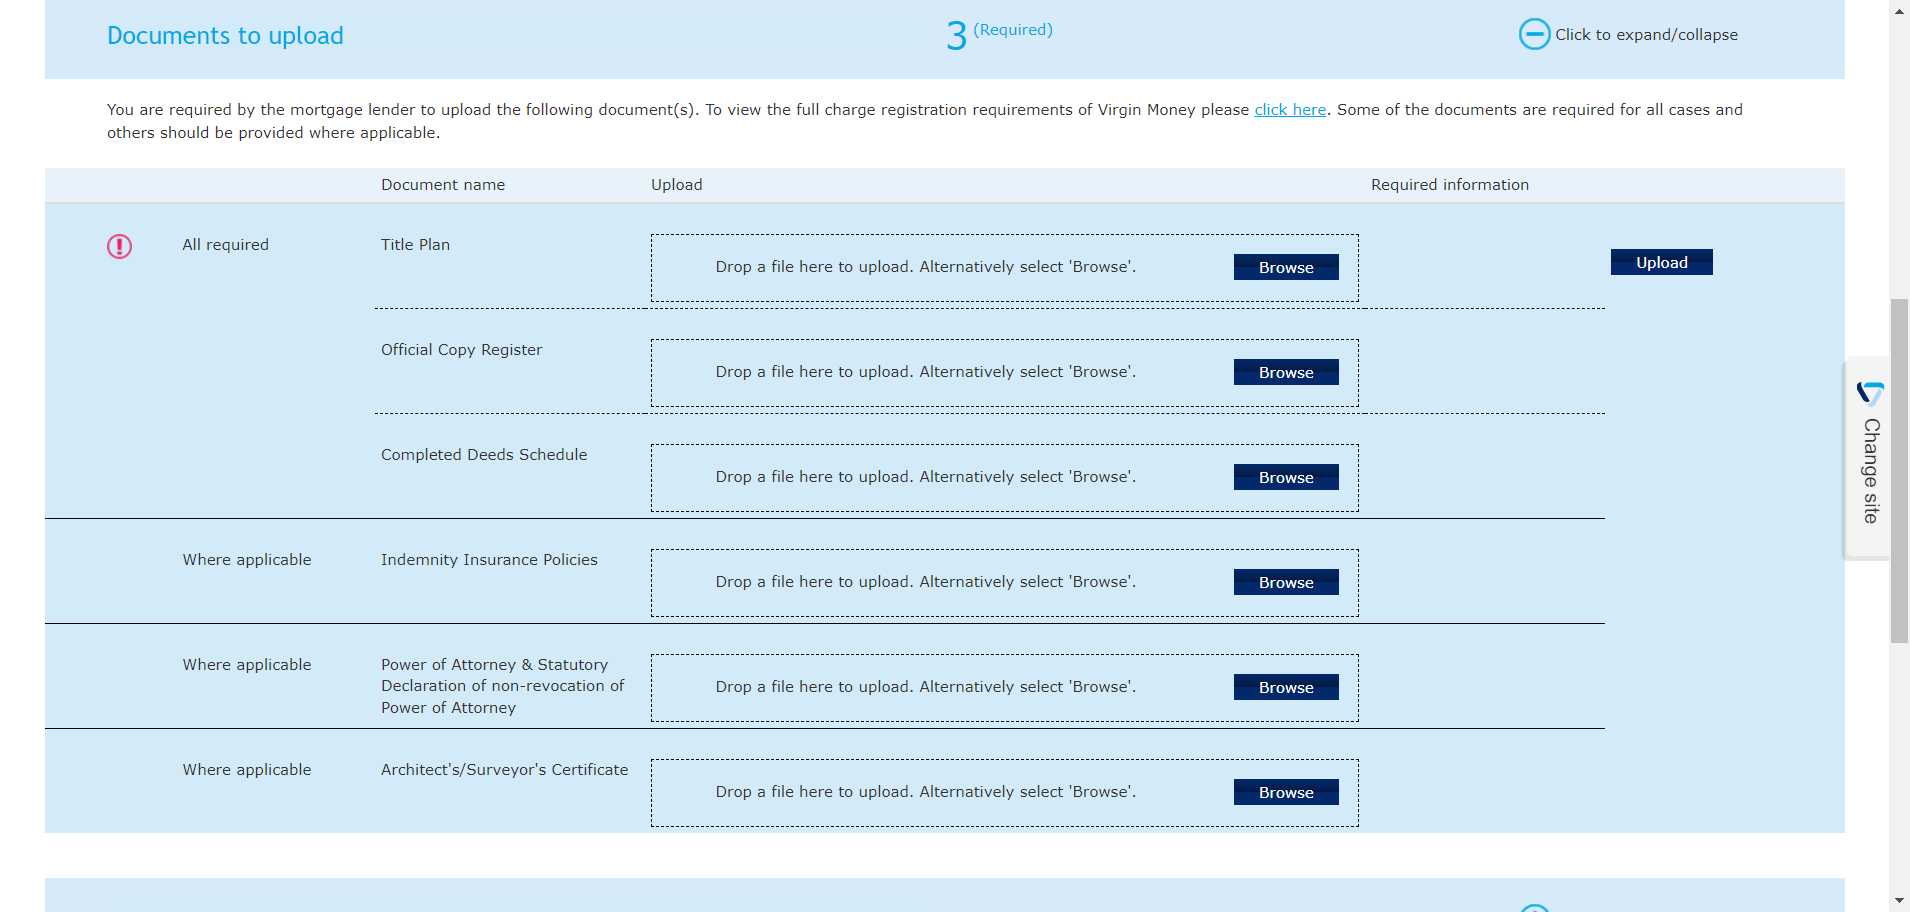 Documents to upload
3 (Required)
Click to expand/collapse
You are required by the mortgage lender to upload the following document(s). To view the full charge registration requirements of Virgin Money please click here. Some of the documents are required for all cases and
others should be provided where applicable.
Document name Upload Required information
All required Title Plan Drop a file here to upload. Alternatively select 'Browse'. Browse Upload
Official Copy Register Drop a file here to upload. Alternatively select 'Browse'. Browse
Completed Deeds Schedule Drop a file here to upload. Alternatively select 'Browse'. Browse
Where applicable Indemnity Insurance Policies Drop a file here to upload. Alternatively select 'Browse'. Browse
Where applicable Power of Attorney & Statutory
Declaration of non-revocation of
Power of Attorney
Drop a file here to upload. Alternatively select 'Browse'. Browse
Where applicable Architect's/Surveyor's Certificate Drop a file here to upload. Alternatively select 'Browse'. Browse
Change site